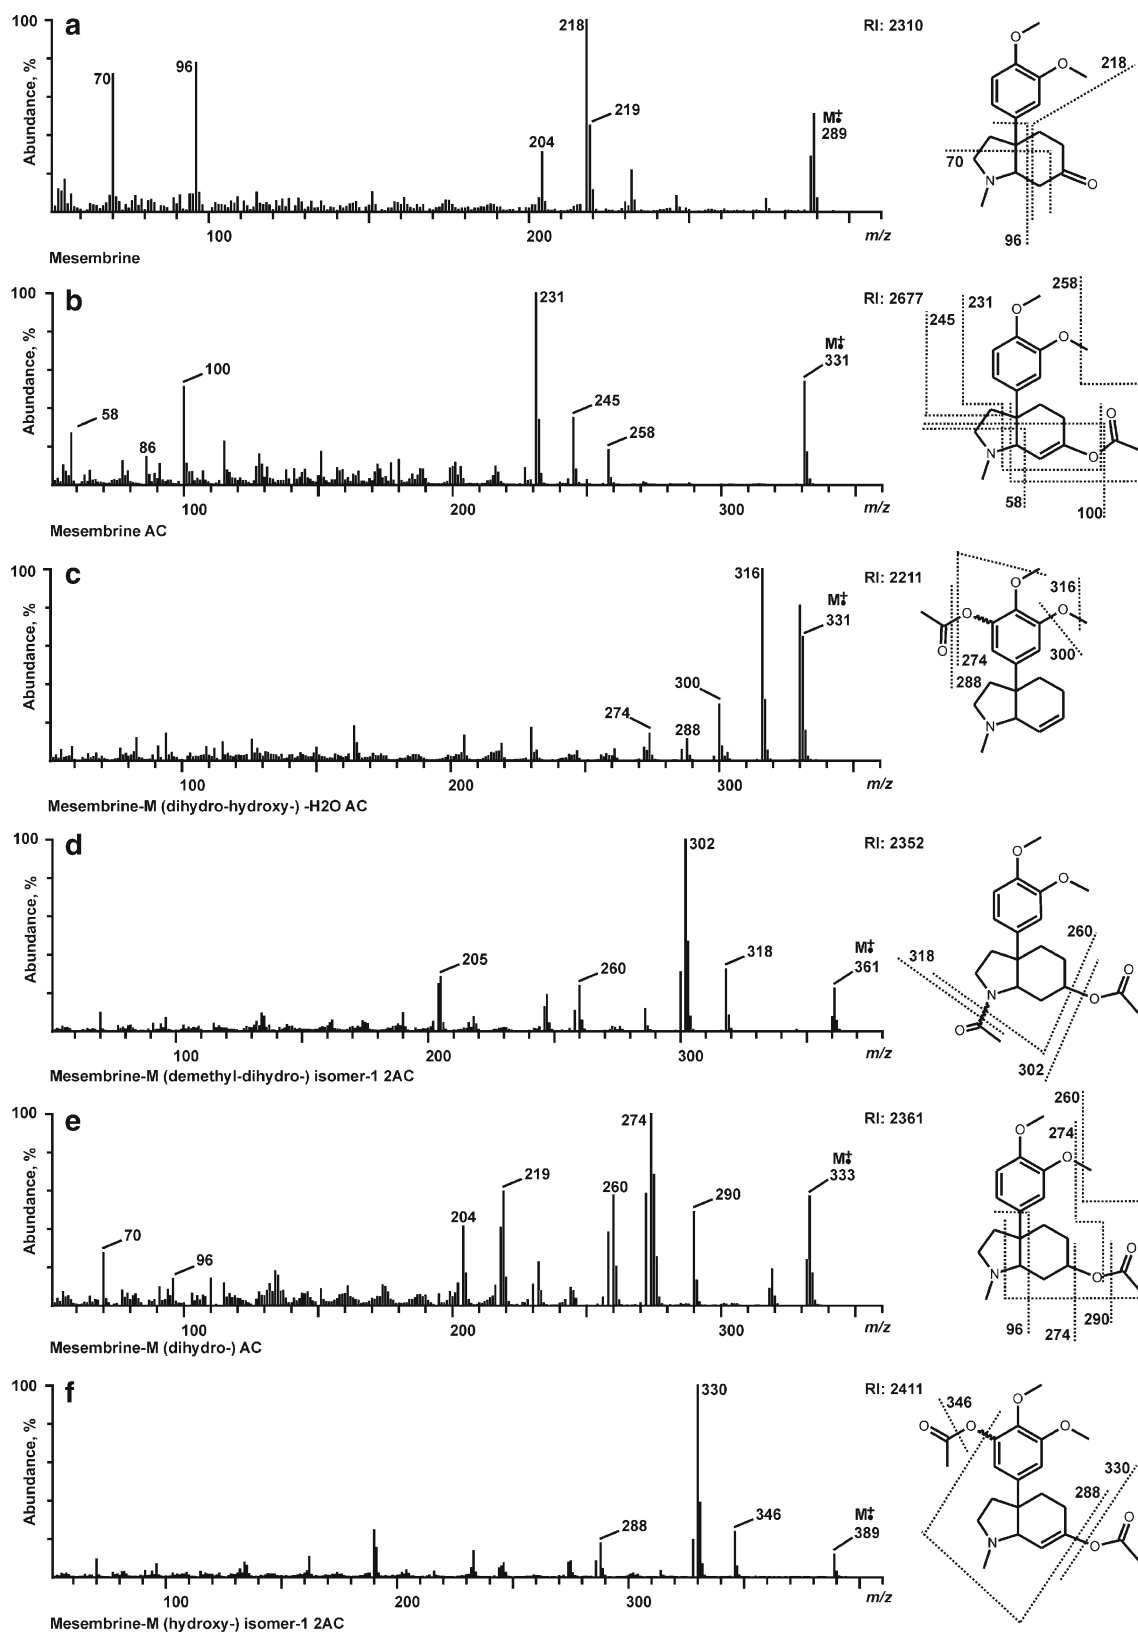 a
100
Abundance, %
70
96
218
219
204
M+•
289
100
200
m/z
Mesembrine
RI: 2310
O
O
218
70
N
O
96
b
100
Abundance, %
58
86
100
231
245
258
M+•
331
100
200
300
m/z
Mesembrine AC
RI: 2677
258
231
245
O
O
O
N
O
58
100
c
100
Abundance, %
316
M+•
331
300
274
288
100
200
300
m/z
Mesembrine-M (dihydro-hydroxy-) -H2O AC
RI: 2211
O
316
O
O
O
274
300
288
N
d
100
Abundance, %
302
205
260
318
M+•
361
100
200
300
m/z
Mesembrine-M (demethyl-dihydro-) isomer-1 2AC
RI: 2352
O
O
260
318
O
N
O
O
302
e
100
Abundance, %
274
219
260
290
204
70
96
M+•
333
100
200
300
m/z
Mesembrine-M (dihydro-) AC
RI: 2361
260
274
O
O
O
N
O
96
274
290
f
100
Abundance, %
330
288
346
M+•
389
100
200
300
m/z
Mesembrine-M (hydroxy-) isomer-1 2AC
RI: 2411
346
O
O
O
O
330
288
O
N
O